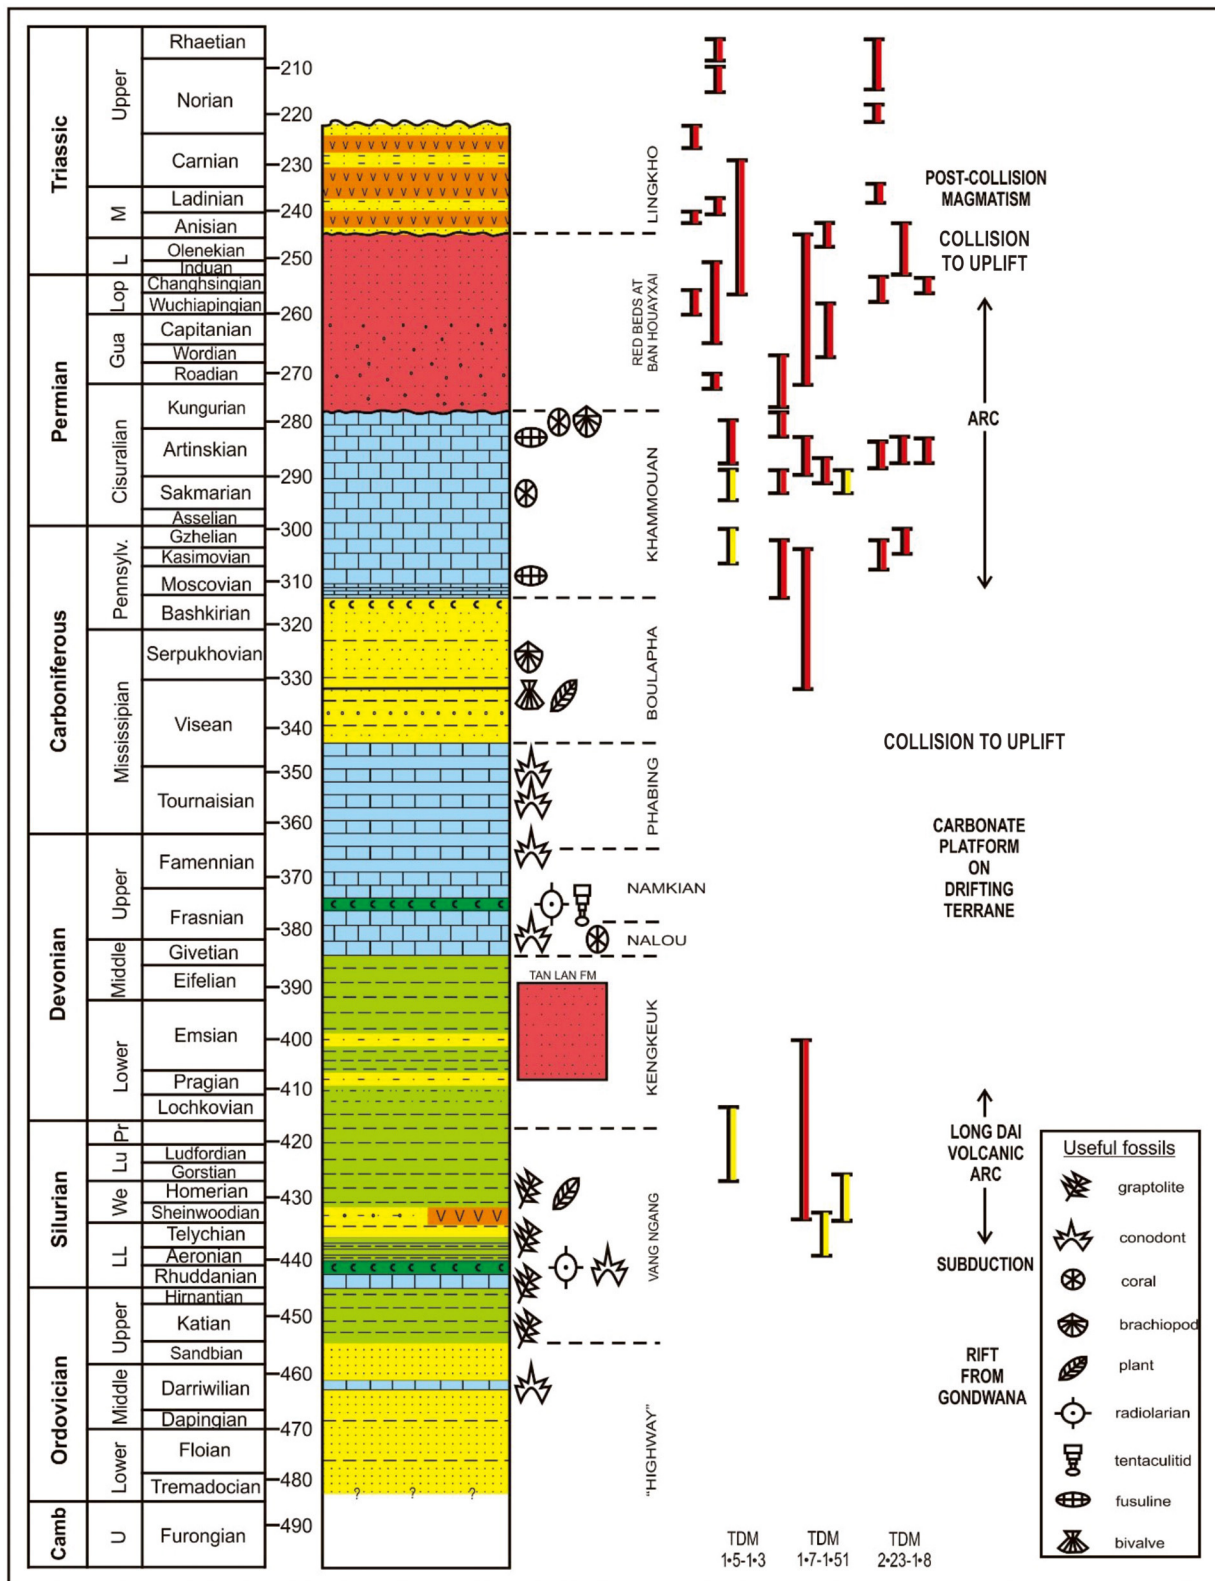 Triassic
Upper
M
L
Rhaetian
Norian
Carnian
Ladinian
Anisian
Olenekian
Induan
Permian
Lop
Gua
Cisuralian
Changhsingian
Wuchiapingian
Capitanian
Wordian
Roadian
Kungurian
Artinskian
Sakmarian
Asselian
Carboniferous
Pennsylv.
Mississipian
Gzhelian
Kasimovian
Moscovian
Bashkirian
Serpukhovian
Visean
Tournaisian
Devonian
Upper
Middle
Lower
Famennian
Frasnian
Givetian
Eifelian
Emsian
Pragian
Lochkovian
Silurian
Pr
Lu
We
LL
Ludfordian
Gorstian
Homerian
Sheinwoodian
Telychian
Aeronian
Rhuddanian
Ordovician
Upper
Middle
Lower
Hirnantian
Katian
Sandbian
Darriwilian
Dapingian
Floian
Tremadocian
Camb
U
Furongian
210
220
230
240
250
260
270
280
290
300
310
320
330
340
350
360
370
380
390
400
410
420
430
440
450
460
470
480
490
? ? ?
LINGKHO
RED BEDS AT
BAN HOUAYXAI
KHAMMOUAN
BOULAPHA
PHABING
NAMKIAN
NALOU
TAN LAN FM
KENGKEUK
VANG NGANG
"HIGHWAY"
TDM
1•5-1•3
TDM
1•7-1•51
TDM
2•23-1•8
POST-COLLISION
MAGMATISM
COLLISION
TO UPLIFT
ARC
COLLISION TO UPLIFT
CARBONATE
PLATFORM
ON
DRIFTING
TERRANE
LONG DAI
VOLCANIC
ARC
SUBDUCTION
RIFT
FROM
GONDWANA
Useful fossils
graptolite
conodont
coral
brachiopod
plant
radiolarian
tentaculitid
fusuline
bivalve